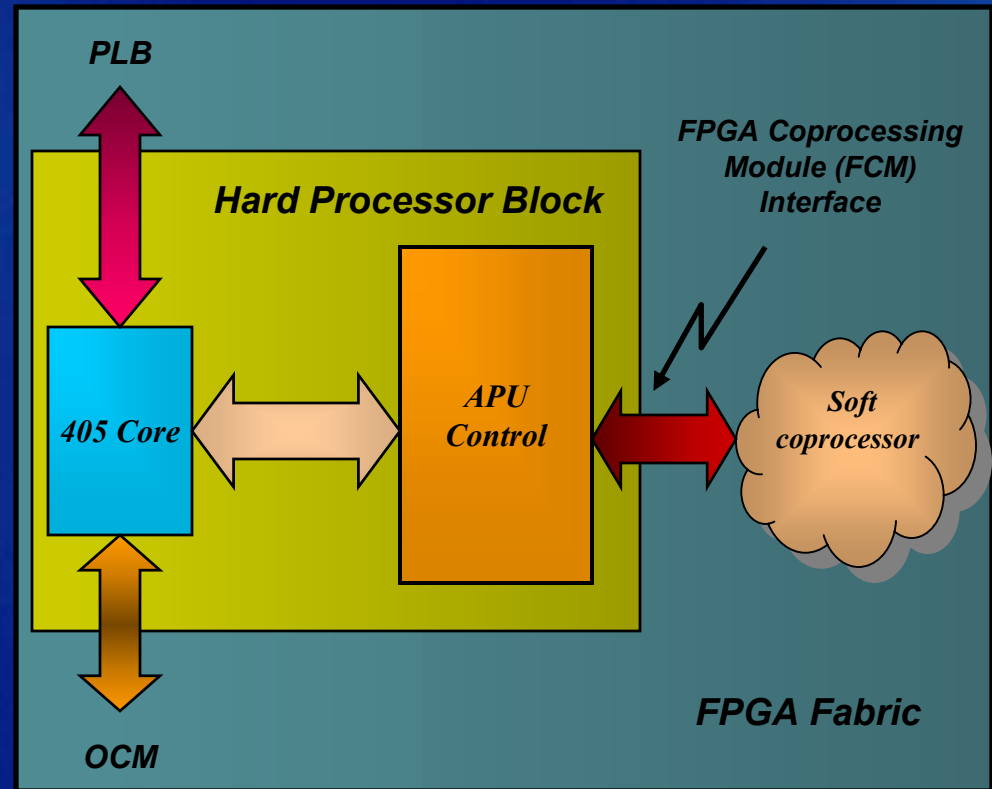 PLB
FPGA Coprocessing
Module (FCM)
Interface
Hard Processor Block
405 Core
APU
Control
Soft
coprocessor
FPGA Fabric
OCM